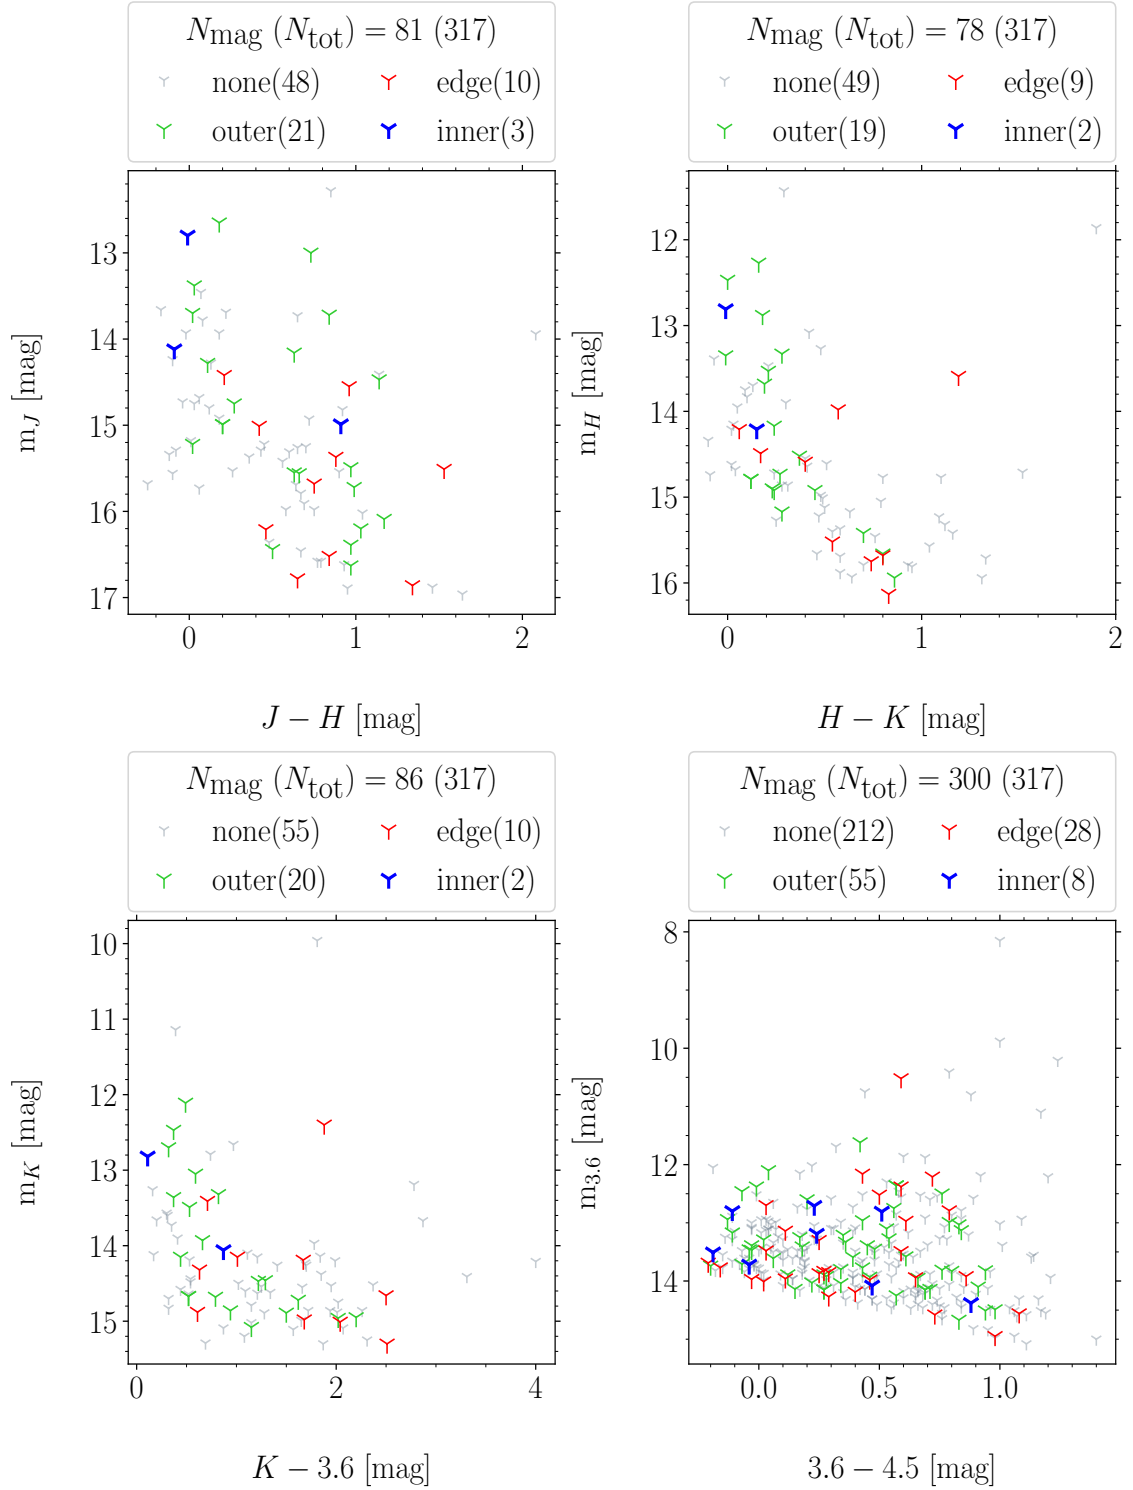 N_mag (N_tot) = 81 (317)
none(48) edge(10)
outer(21) inner(3)
13
14
15
16
17
m_J [mag]
0 1 2
J − H [mag]
N_mag (N_tot) = 78 (317)
none(49) edge(9)
outer(19) inner(2)
12
13
14
15
16
m_H [mag]
0 1 2
H − K [mag]
N_mag (N_tot) = 86 (317)
none(55) edge(10)
outer(20) inner(2)
10
11
12
13
14
15
m_K [mag]
0 2 4
K − 3.6 [mag]
N_mag (N_tot) = 300 (317)
none(212) edge(28)
outer(55) inner(8)
8
10
12
14
m_3.6 [mag]
0.0 0.5 1.0
3.6 − 4.5 [mag]